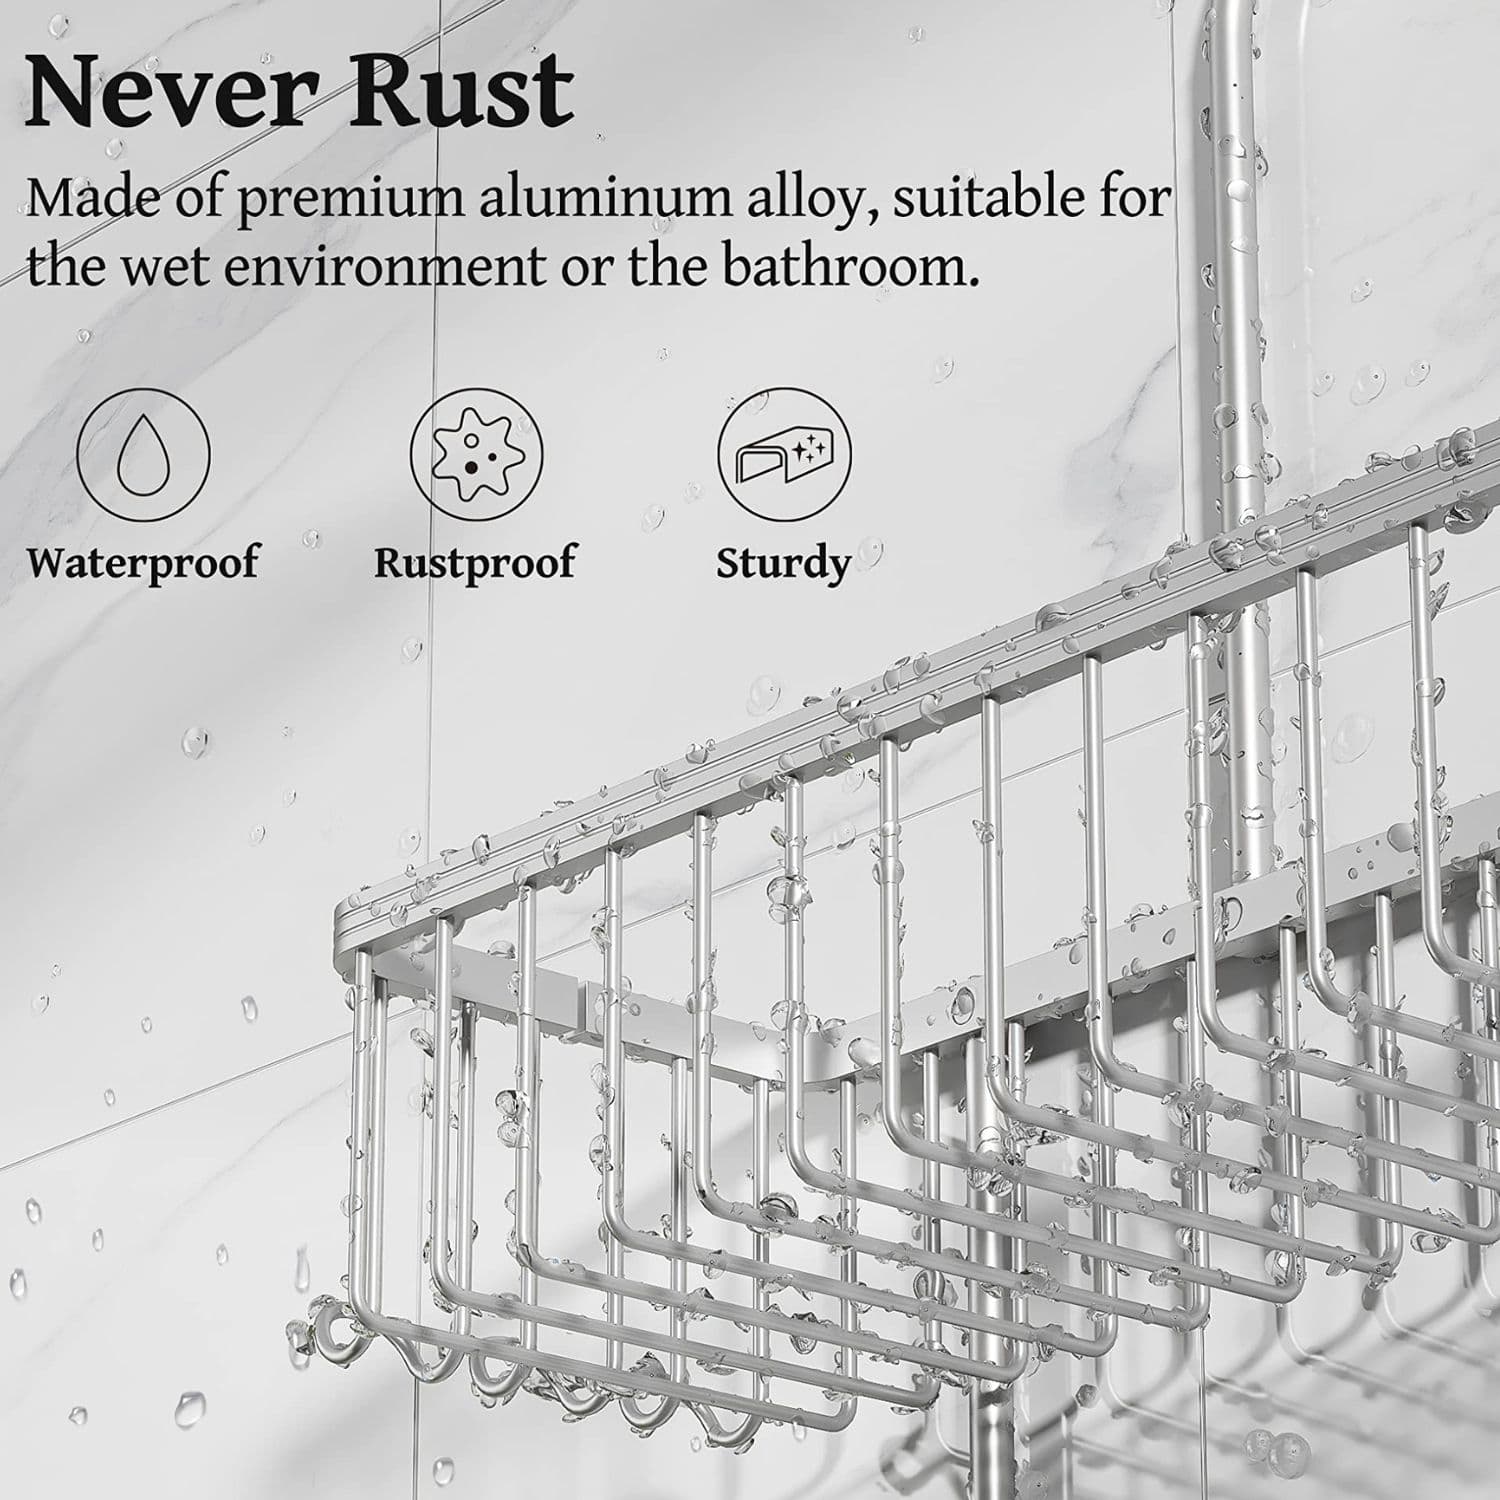 Never Rust
Made of premium aluminum alloy, suitable for
the wet environment or the bathroom.
Waterproof Rustproof Sturdy